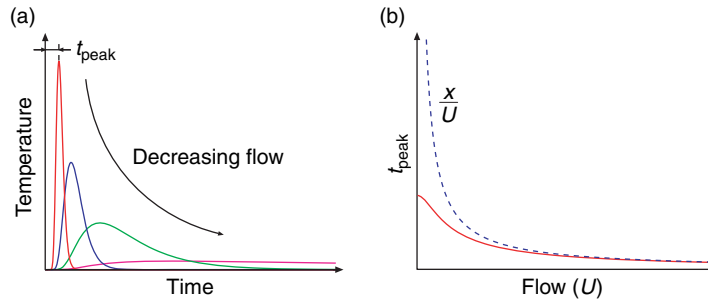 (a)
t_peak
Temperature
Decreasing flow
Time
(b)
x
U
t_peak
Flow (U)